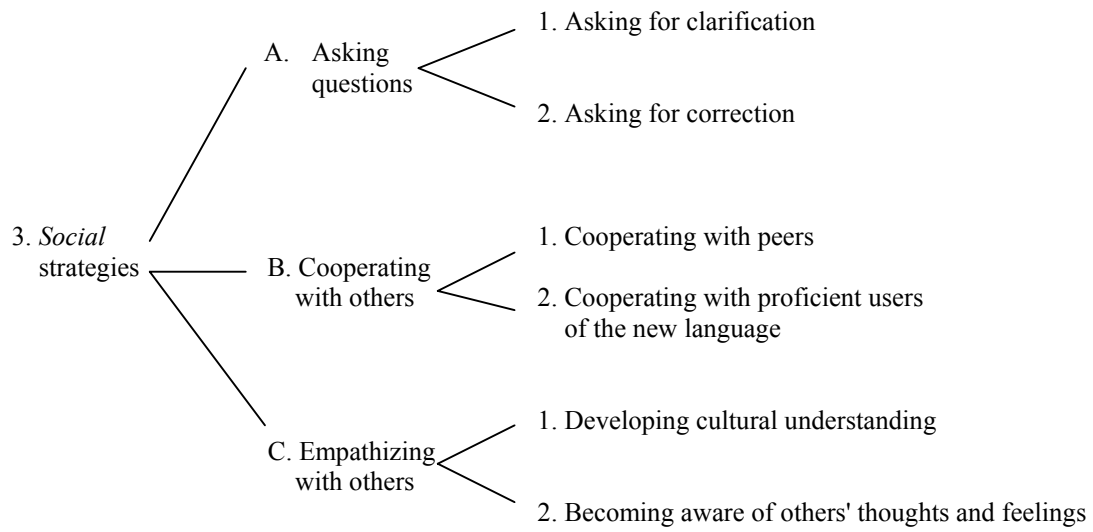 1. Asking for clarification
A. Asking
questions
2. Asking for correction
3. Social
strategies
1. Cooperating with peers
B. Cooperating
with others
2. Cooperating with proficient users
of the new language
1. Developing cultural understanding
C. Empathizing
with others
2. Becoming aware of others' thoughts and feelings